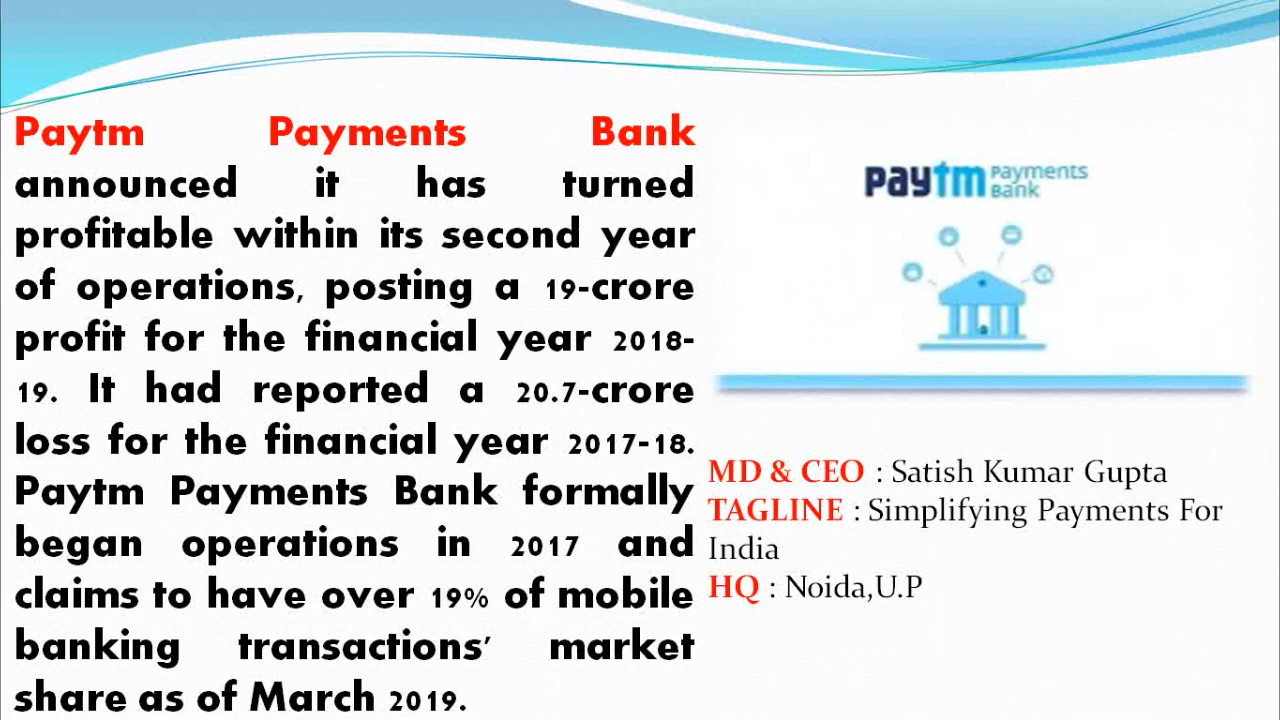 Paytm Payments Bank
announced it has turned
profitable within its second year
of operations, posting a 19-crore
profit for the financial year 2018-
19. It had reported a 20.7-crore
loss for the financial year 2017-18.
Paytm Payments Bank formally
began operations in 2017 and
claims to have over 19% of mobile
banking transactions’ market
share as of March 2019.
paytm Payments
Bank
MD & CEO : Satish Kumar Gupta
TAGLINE : Simplifying Payments For
India
HQ : Noida,U.P